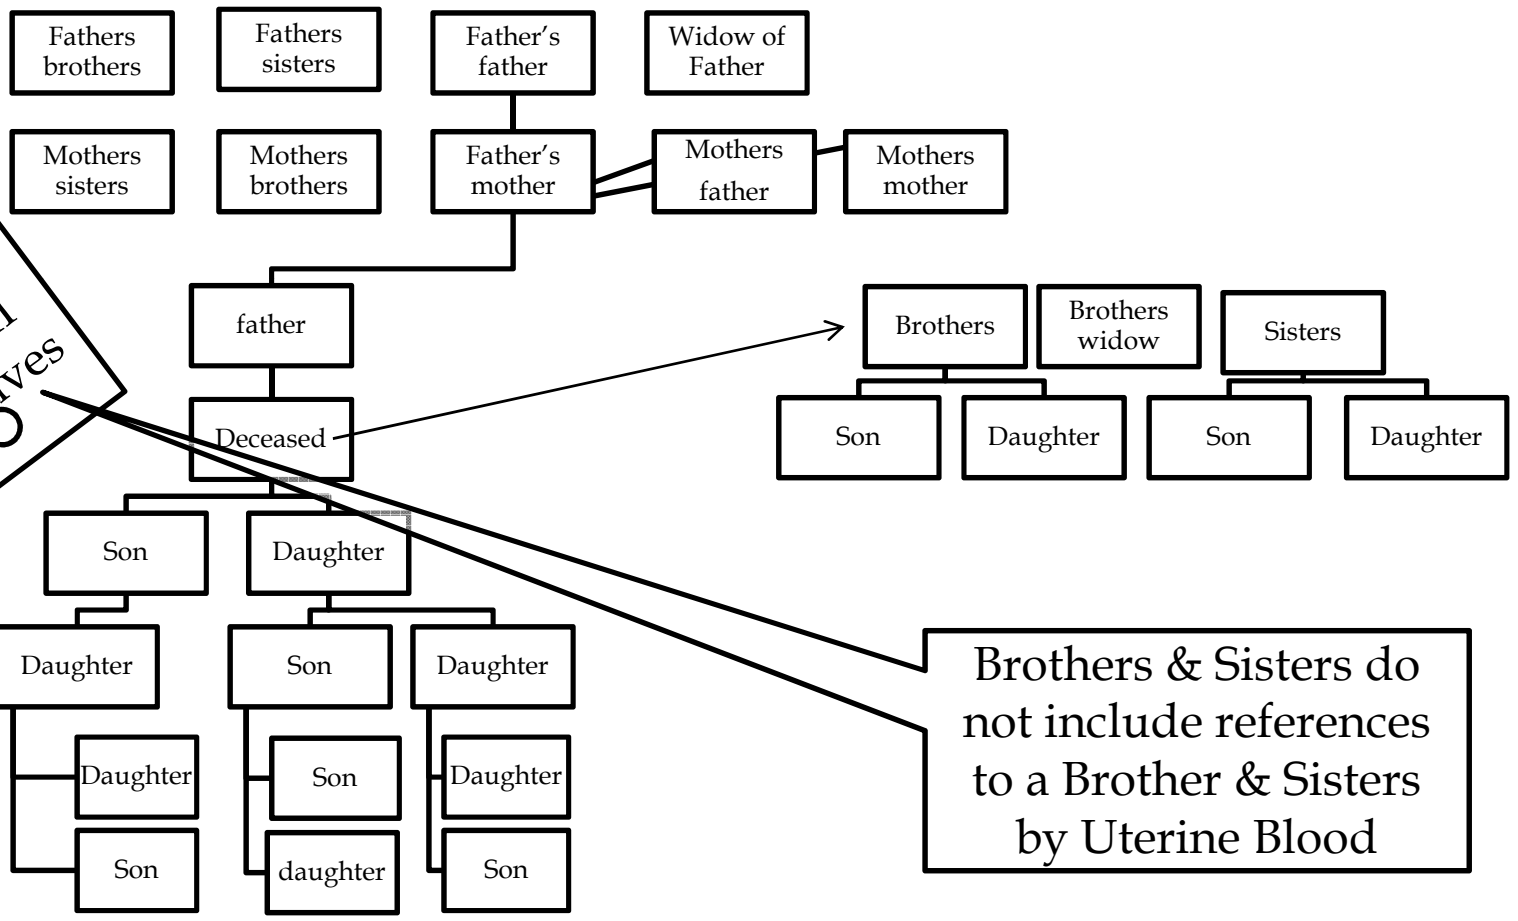 Fathers
brothers
Fathers
sisters
Father's
father
Widow of
Father
Mothers
sisters
Mothers
brothers
Father's
mother
Mothers
father
Mothers
mother
father
Brothers
Brothers
widow
Sisters
Deceased
Son
Daughter
Son
Daughter
Son
Daughter
Daughter
Son
Daughter
Daughter
Son
Daughter
Son
daughter
Son
Brothers & Sisters do
not include references
to a Brother & Sisters
by Uterine Blood